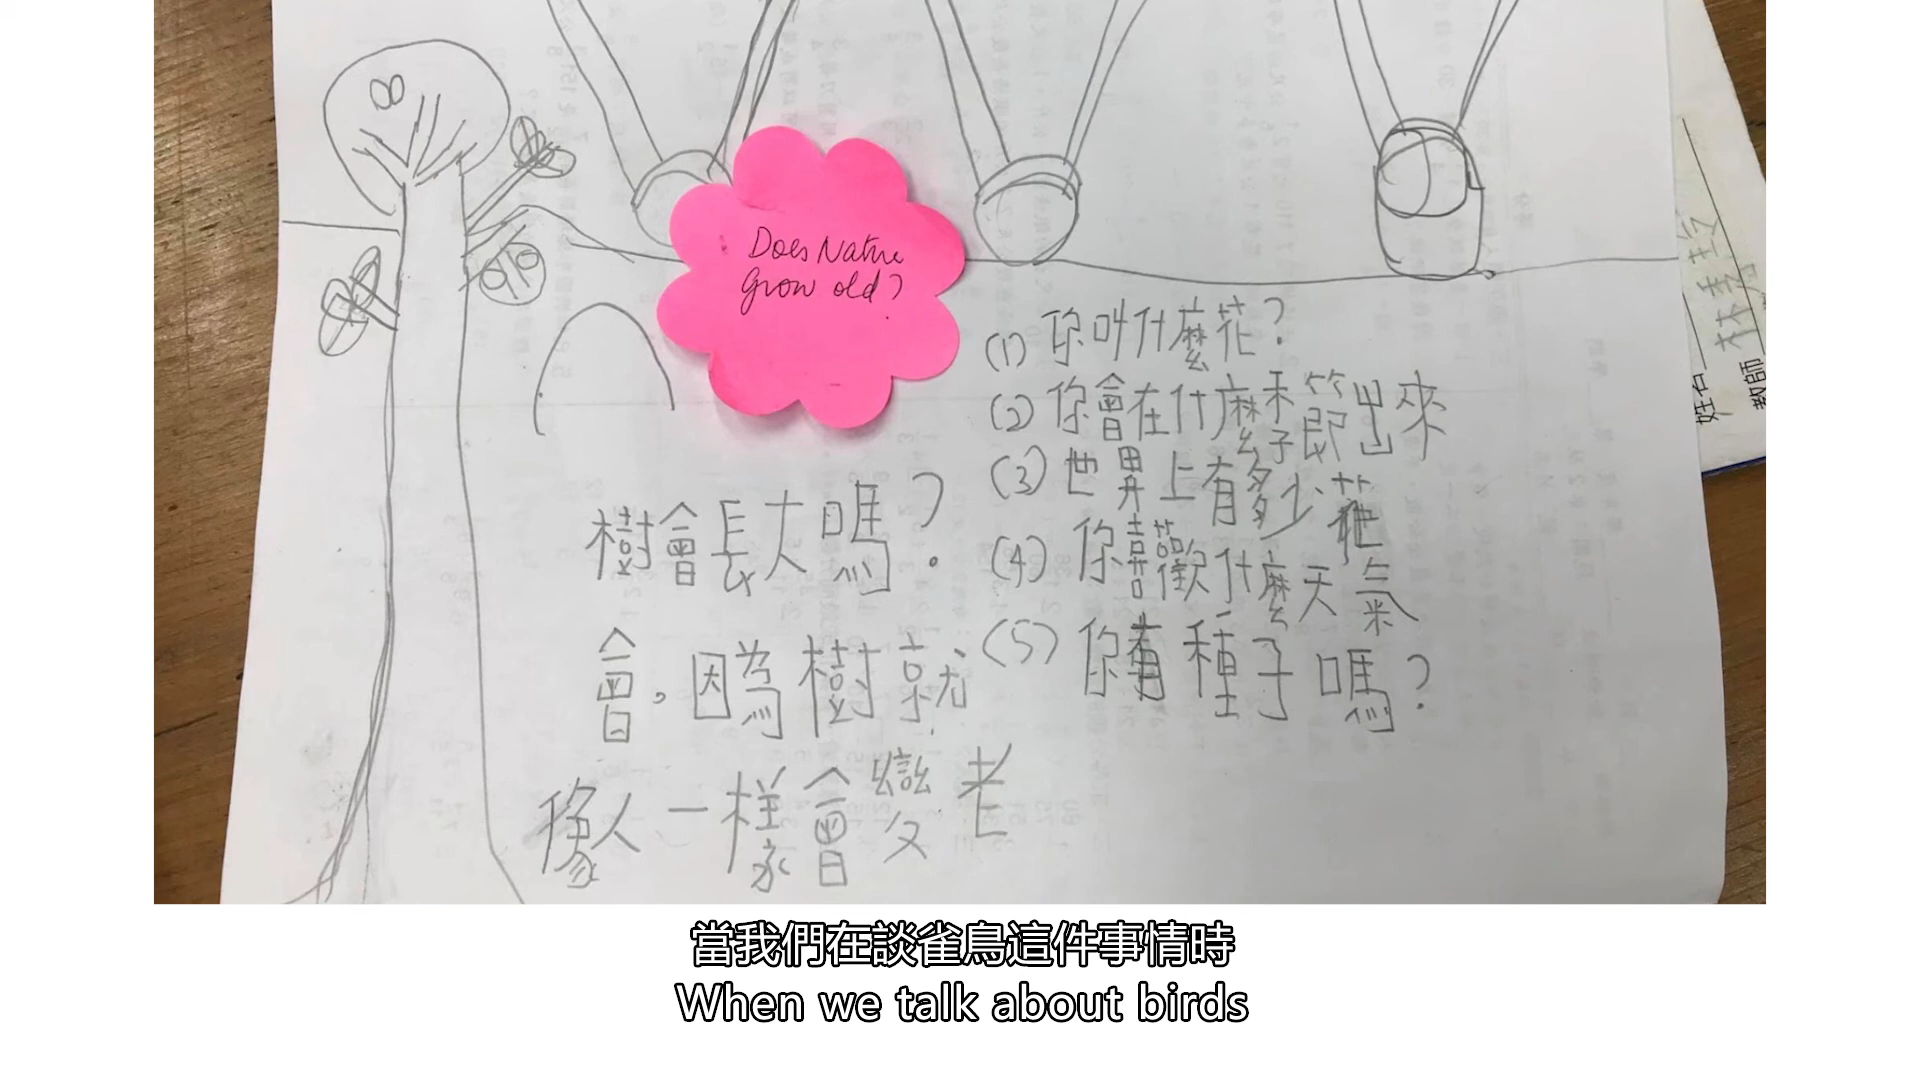 Does Nature
Grow old?
(1) 你叫什麼花?
(2) 你會在什麼季節出來
(3) 世界上有多少花
(4) 你喜歡什麼天氣
(5) 你有種子嗎?
樹會長大嗎?
會,因為樹就
像人一樣會變老
姓名
教師
當我們在談雀鳥這件事情時
When we talk about birds